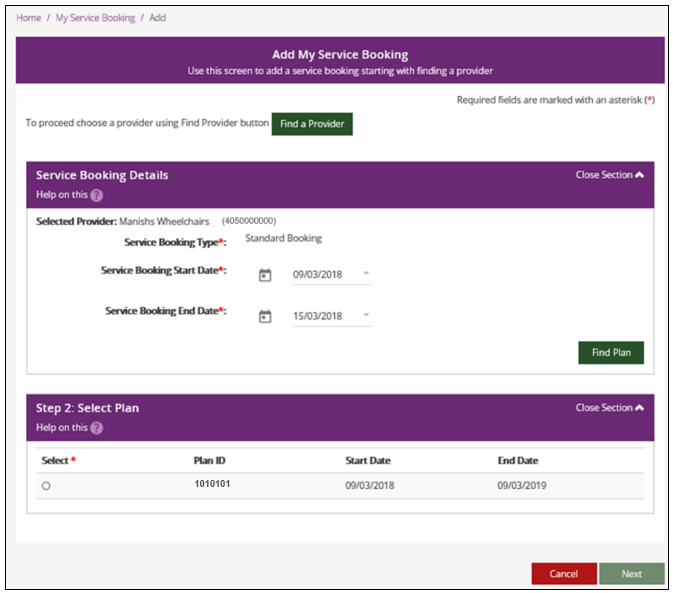 Home / My Service Booking / Add
Add My Service Booking
Use this screen to add a service booking starting with finding a provider
Required fields are marked with an asterisk (*)
To proceed choose a provider using Find Provider button Find a Provider
Service Booking Details Close Section
Help on this ?
Selected Provider: Manishs Wheelchairs (4050000000)
Service Booking Type*: Standard Booking
Service Booking Start Date*: 09/03/2018
Service Booking End Date*: 15/03/2018
Find Plan
Step 2: Select Plan Close Section
Help on this ?
Select * Plan ID Start Date End Date
1010101 09/03/2018 09/03/2019
Cancel Next